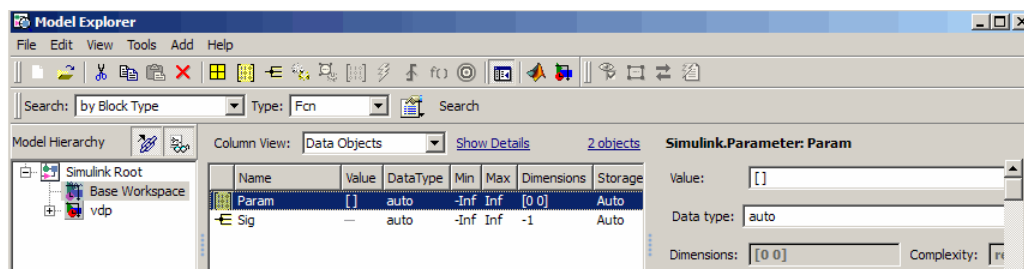 Model Explorer
File Edit View Tools Add Help
Search: by Block Type Type: Fcn Search
Model Hierarchy Column View: Data Objects Show Details 2 objects Simulink.Parameter: Param
Simulink Root
Base Workspace
vdp
Name Value DataType Min Max Dimensions Storage
Param [] auto -Inf Inf [0 0] Auto
Sig — auto -Inf Inf -1 Auto
Value: []
Data type: auto
Dimensions: [0 0] Complexity: